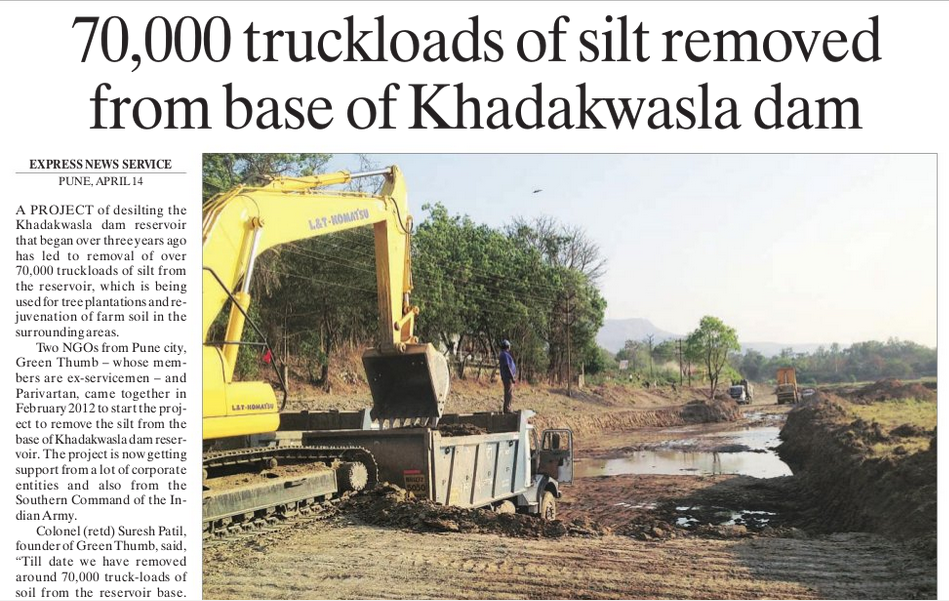 70,000 truckloads of silt removed
from base of Khadakwasla dam
EXPRESS NEWS SERVICE
PUNE, APRIL 14
A PROJECT of desilting the
Khadakwasla dam reservoir
that began over three years ago
has led to removal of over
70,000 truckloads of silt from
the reservoir, which is being
used for tree plantations and re-
juvenation of farm soil in the
surrounding areas.
Two NGOs from Pune city,
Green Thumb – whose mem-
bers are ex-servicemen – and
Parivartan, came together in
February 2012 to start the proj-
ect to remove the silt from the
base of Khadakwasla dam reser-
voir. The project is now getting
support from a lot of corporate
entities and also from the
Southern Command of the In-
dian Army.
Colonel (retd) Suresh Patil,
founder of Green Thumb, said,
“Till date we have removed
around 70,000 truck-loads of
soil from the reservoir base.
L&T-KOMATSU
L&T-KOMATSU